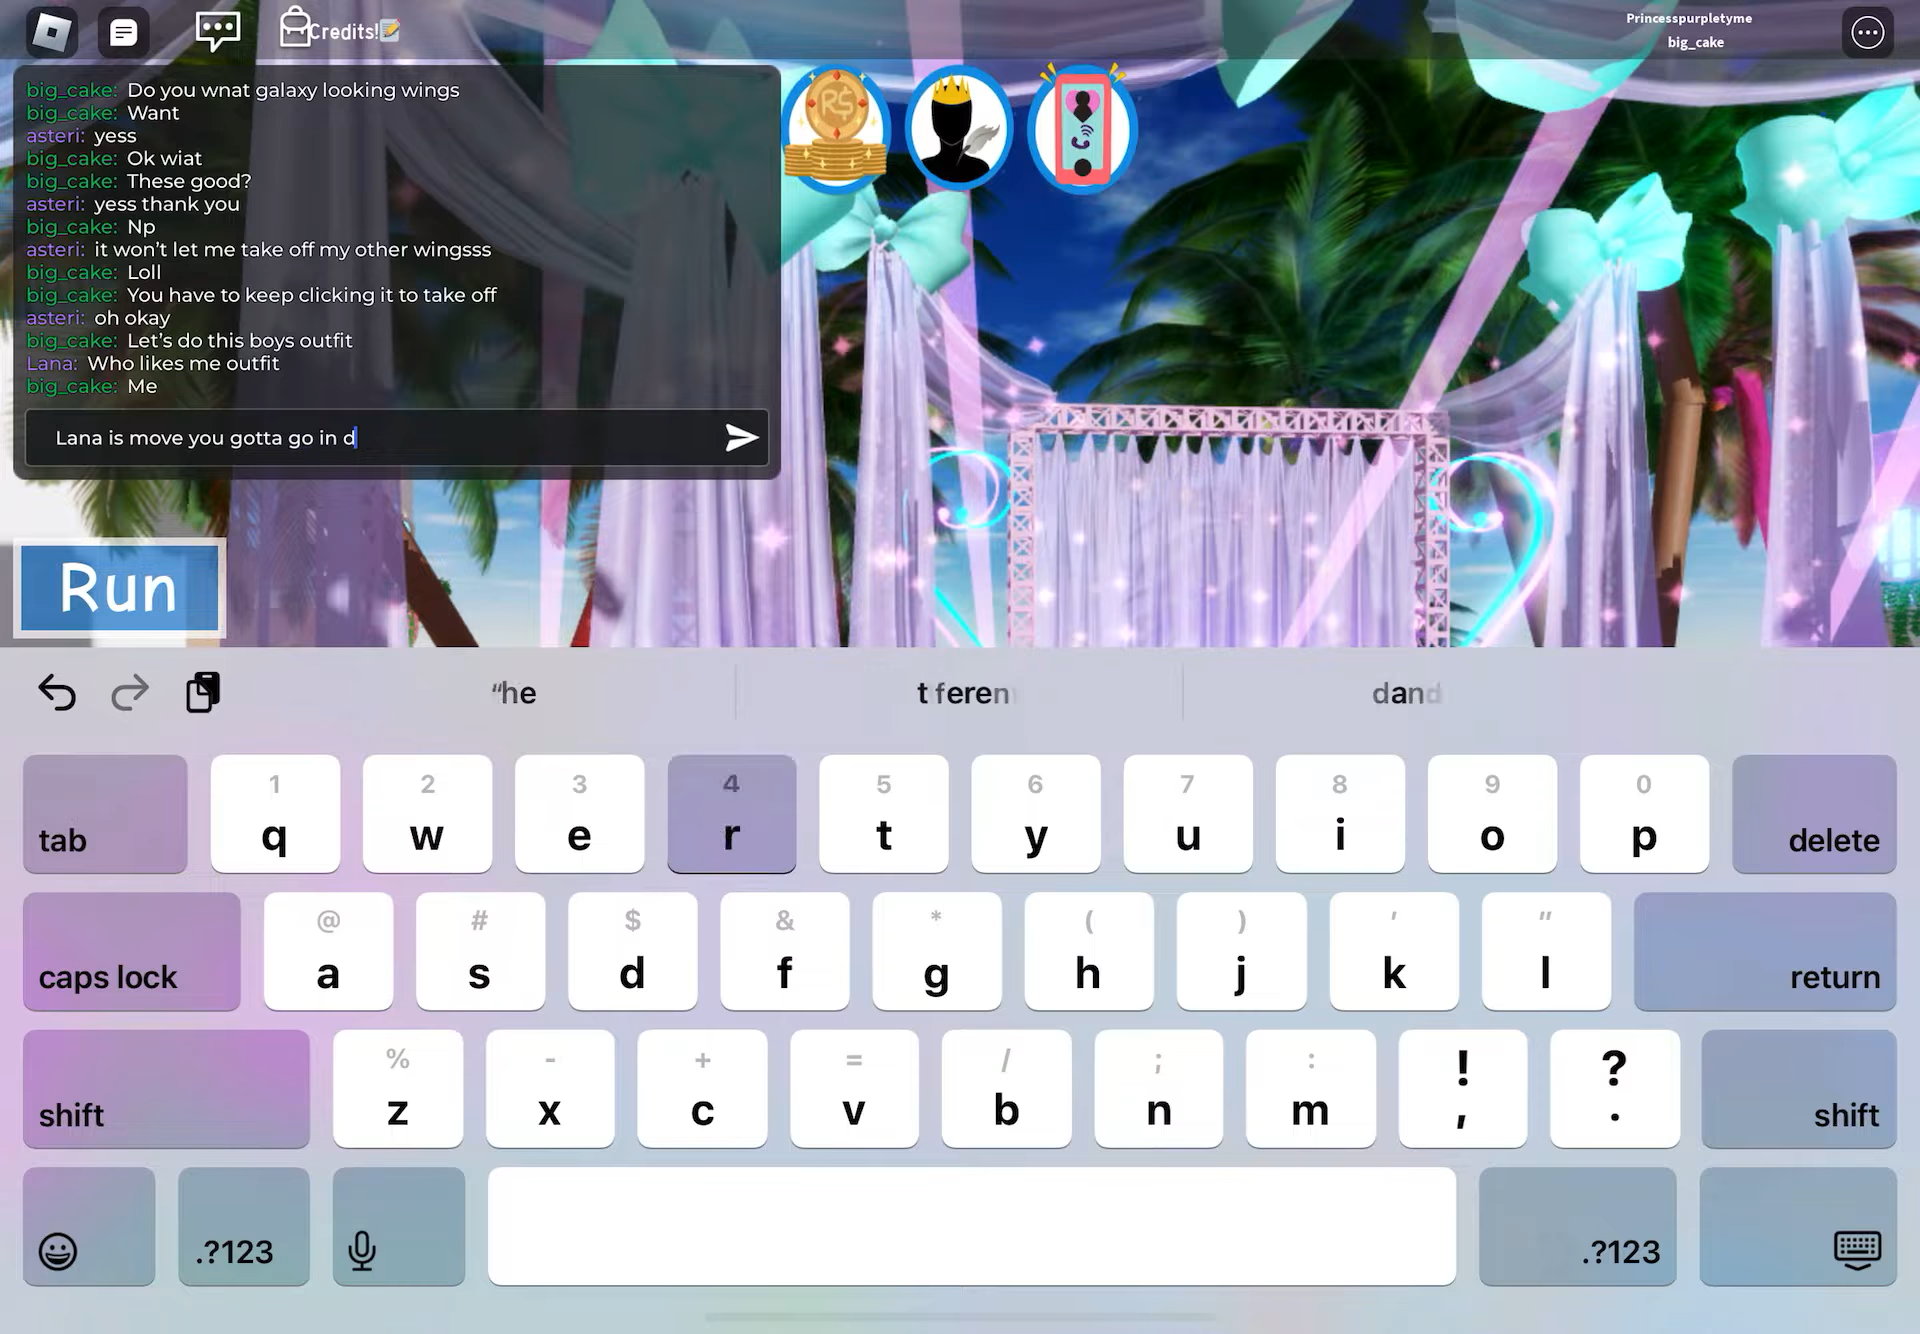 Credits!📝
Princesspurpletyme
big_cake
big_cake: Do you wnat galaxy looking wings
big_cake: Want
asteri: yess
big_cake: Ok wiat
big_cake: These good?
asteri: yess thank you
big_cake: Np
asteri: it won’t let me take off my other wingsss
big_cake: Loll
big_cake: You have to keep clicking it to take off
asteri: oh okay
big_cake: Let’s do this boys outfit
Lana: Who likes me outfit
big_cake: Me
Lana is move you gotta go in d
R$
Run
“he dand
tab 1 q 2 w 3 e 4 r 5 t 6 y 7 u 8 i 9 o 0 p delete
caps lock @ a # s $ d & f * g ( h ) j ' k " l return
shift % z - x + c = v / b ; n : m ! , ? . shift
.?123 .?123